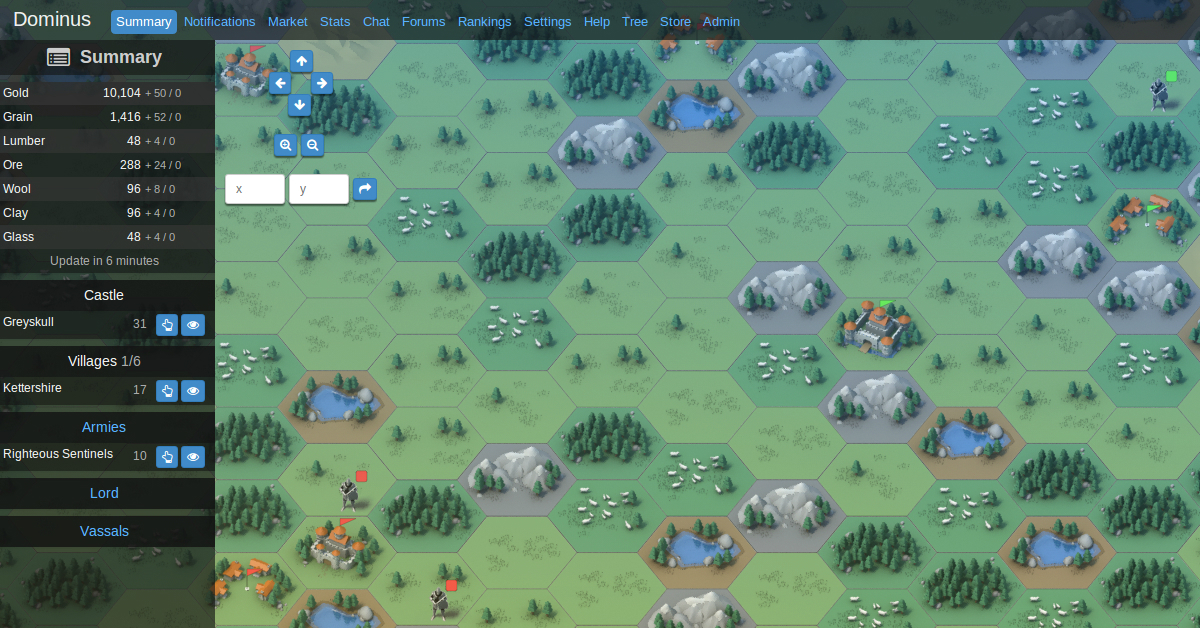 Dominus Summary Notifications Market Stats Chat Forums Rankings Settings Help Tree Store Admin
Summary
Gold 10,104 + 50 / 0
Grain 1,416 + 52 / 0
Lumber 48 + 4 / 0
Ore 288 + 24 / 0
Wool 96 + 8 / 0
Clay 96 + 4 / 0
Glass 48 + 4 / 0
Update in 6 minutes
Castle
Greyskull 31
Villages 1/6
Kettershire 17
Armies
Righteous Sentinels 10
Lord
Vassals
x y